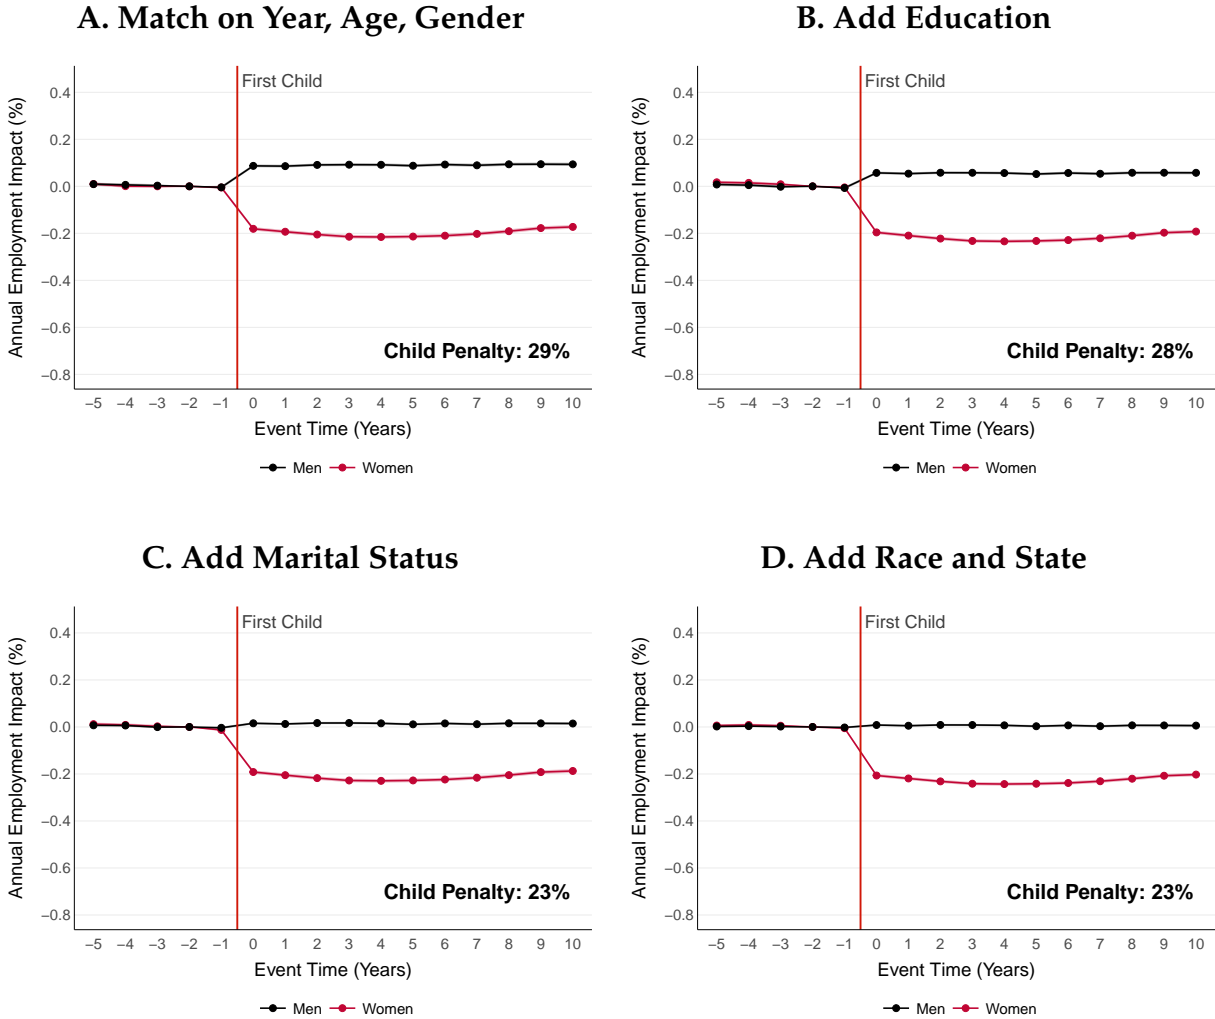 A. Match on Year, Age, Gender
First Child
Annual Employment Impact (%)
0.4
0.2
0.0
−0.2
−0.4
−0.6
−0.8
Child Penalty: 29%
−5 −4 −3 −2 −1 0 1 2 3 4 5 6 7 8 9 10
Event Time (Years)
Men Women
B. Add Education
First Child
Annual Employment Impact (%)
0.4
0.2
0.0
−0.2
−0.4
−0.6
−0.8
Child Penalty: 28%
−5 −4 −3 −2 −1 0 1 2 3 4 5 6 7 8 9 10
Event Time (Years)
Men Women
C. Add Marital Status
First Child
Annual Employment Impact (%)
0.4
0.2
0.0
−0.2
−0.4
−0.6
−0.8
Child Penalty: 23%
−5 −4 −3 −2 −1 0 1 2 3 4 5 6 7 8 9 10
Event Time (Years)
Men Women
D. Add Race and State
First Child
Annual Employment Impact (%)
0.4
0.2
0.0
−0.2
−0.4
−0.6
−0.8
Child Penalty: 23%
−5 −4 −3 −2 −1 0 1 2 3 4 5 6 7 8 9 10
Event Time (Years)
Men Women